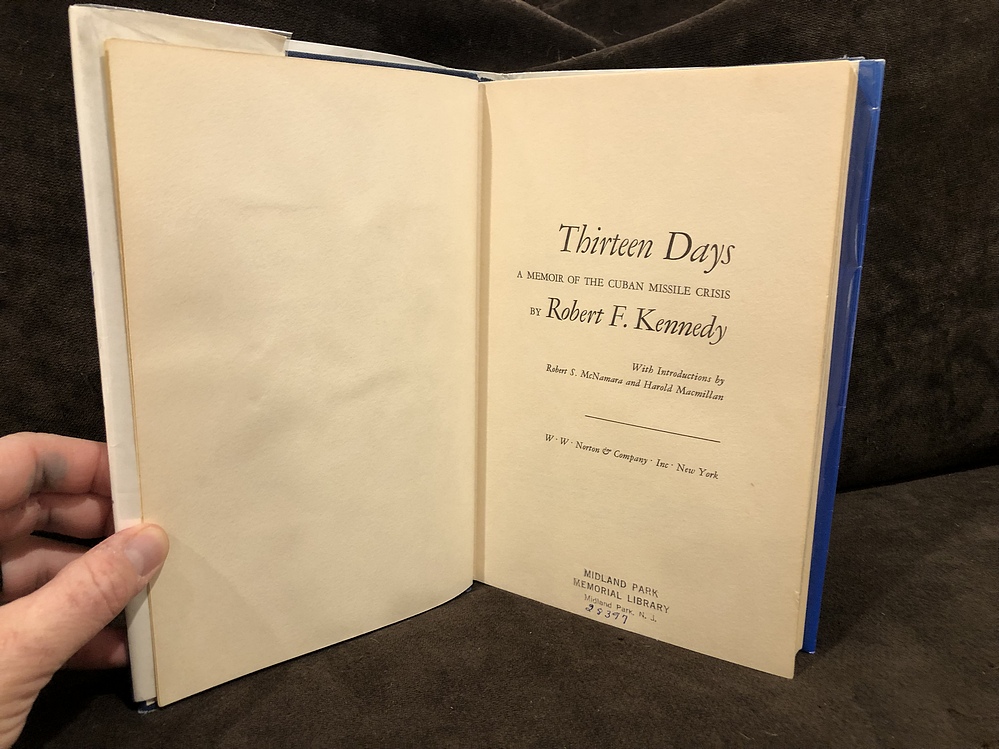 Thirteen Days
A MEMOIR OF THE CUBAN MISSILE CRISIS
BY Robert F. Kennedy
With Introductions by
Robert S. McNamara and Harold Macmillan
W · W · Norton & Company · Inc · New York
MIDLAND PARK
MEMORIAL LIBRARY
Midland Park, N. J.
28397